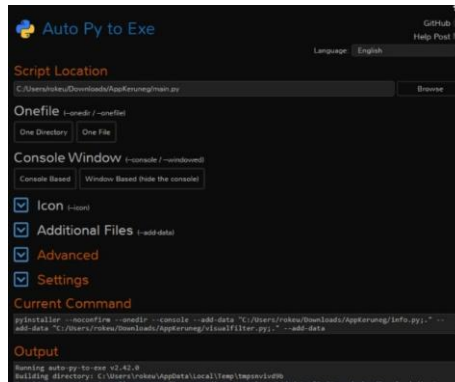 Auto Py to Exe
GitHub
Help Post
Language: English
Script Location
C:/Users/rokeu/Downloads/AppKeruneg/main.py
Browse
Onefile (--onedir / --onefile)
One Directory
One File
Console Window (--console / --windowed)
Console Based
Window Based (hide the console)
Icon (--icon)
Additional Files (--add-data)
Advanced
Settings
Current Command
pyinstaller --noconfirm --onedir --console --add-data "C:/Users/rokeu/Downloads/AppKeruneg/info.py;." --
add-data "C:/Users/rokeu/Downloads/AppKeruneg/visualfilter.py;." --add-data
Output
Running auto-py-to-exe v2.42.0
Building directory: C:\Users\rokeu\AppData\Local\Temp\tmpsmvivd9b